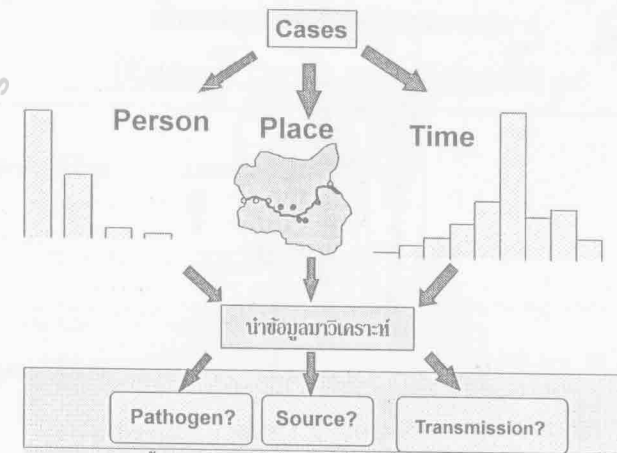 Cases
Person
Place
Time
นำข้อมูลมาวิเคราะห์
Pathogen?
Source?
Transmission?